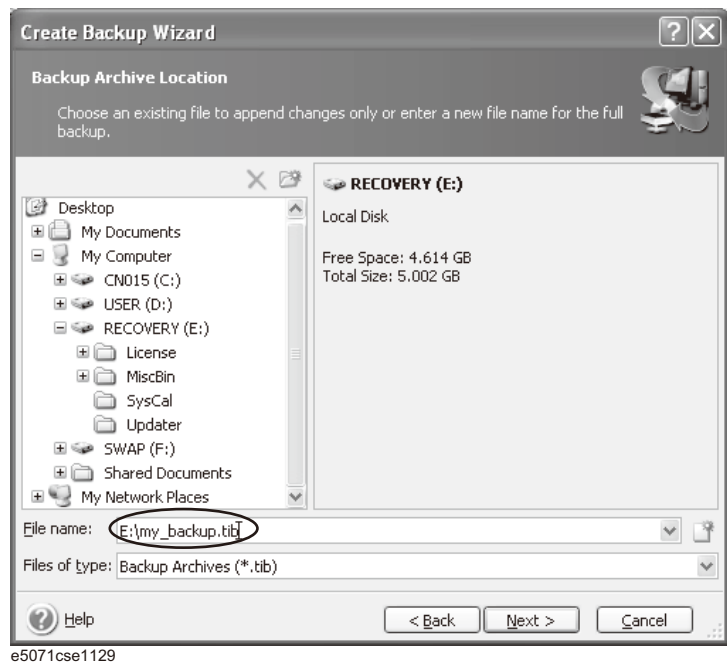 Create Backup Wizard
Backup Archive Location
Choose an existing file to append changes only or enter a new file name for the full
backup.
Desktop
My Documents
My Computer
CN015 (C:)
USER (D:)
RECOVERY (E:)
License
MiscBin
SysCal
Updater
SWAP (F:)
Shared Documents
My Network Places
RECOVERY (E:)
Local Disk
Free Space: 4.614 GB
Total Size: 5.002 GB
File name: E:\my_backup.tib
Files of type: Backup Archives (*.tib)
Help
< Back
Next >
Cancel
e5071cse1129